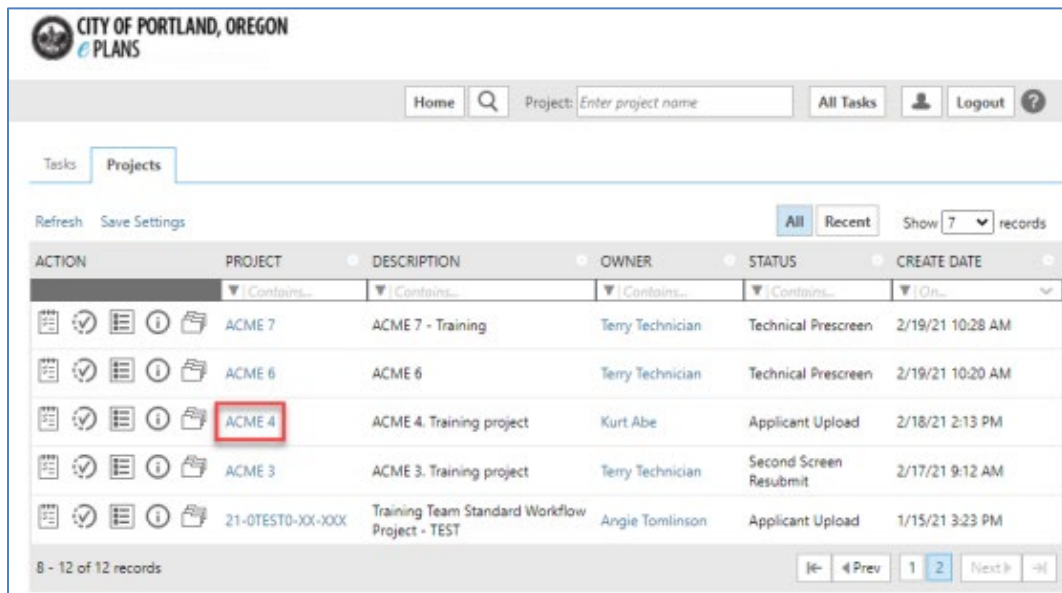 CITY OF PORTLAND, OREGON
e PLANS
Home Project: Enter project name All Tasks Logout ?
Tasks Projects
Refresh Save Settings All Recent Show 7 records
ACTION PROJECT DESCRIPTION OWNER STATUS CREATE DATE
Contains... Contains... Contains... Contains... On...
ACME 7 ACME 7 - Training Terry Technician Technical Prescreen 2/19/21 10:28 AM
ACME 6 ACME 6 Terry Technician Technical Prescreen 2/19/21 10:20 AM
ACME 4 ACME 4. Training project Kurt Abe Applicant Upload 2/18/21 2:13 PM
ACME 3 ACME 3. Training project Terry Technician Second Screen Resubmit 2/17/21 9:12 AM
21-0TEST0-XX-XXX Training Team Standard Workflow Project - TEST Angie Tomlinson Applicant Upload 1/15/21 3:23 PM
8 - 12 of 12 records Prev 1 2 Next